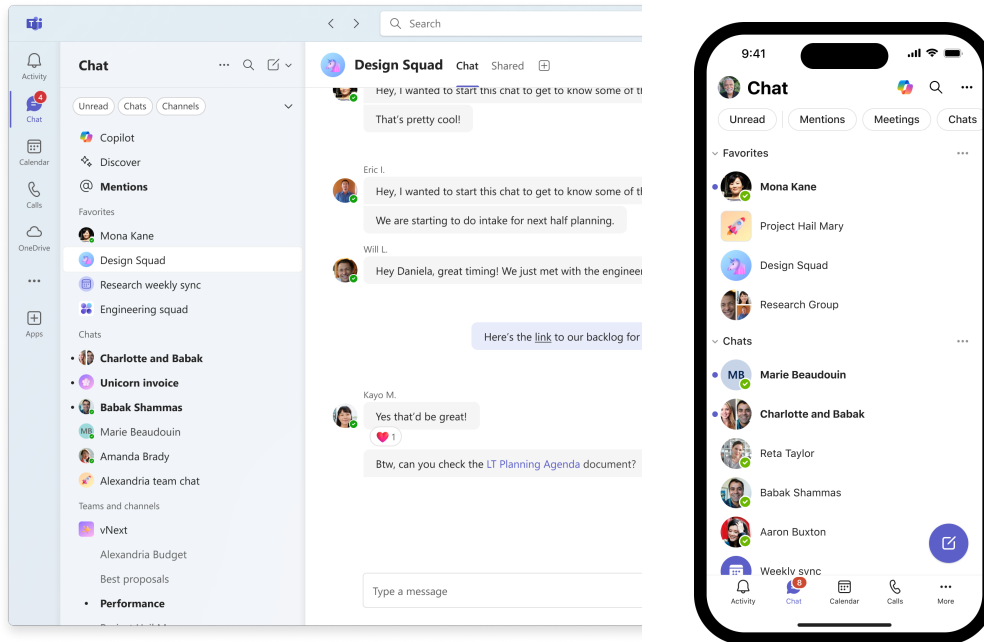 Search
Activity
4
Chat
Calendar
Calls
OneDrive
Apps
Chat
Unread Chats Channels
Copilot
Discover
Mentions
Favorites
Mona Kane
Design Squad
Research weekly sync
Engineering squad
Chats
Charlotte and Babak
Unicorn invoice
Babak Shammas
MB Marie Beaudouin
Amanda Brady
Alexandria team chat
Teams and channels
vNext
Alexandria Budget
Best proposals
Performance
Design Squad Chat Shared
Hey, I wanted to start this chat to get to know some of
That's pretty cool!
Eric I.
Hey, I wanted to start this chat to get to know some of
We are starting to do intake for next half planning.
Will L.
Hey Daniela, great timing! We just met with the engineer
Here's the link to our backlog for
Kayo M.
Yes that'd be great!
1
Btw, can you check the LT Planning Agenda document?
Type a message
9:41
Chat
Unread Mentions Meetings Chats
Favorites
Mona Kane
Project Hail Mary
Design Squad
Research Group
Chats
MB Marie Beaudouin
Charlotte and Babak
Reta Taylor
Babak Shammas
Aaron Buxton
Weekly sync
8
Activity Chat Calendar Calls More